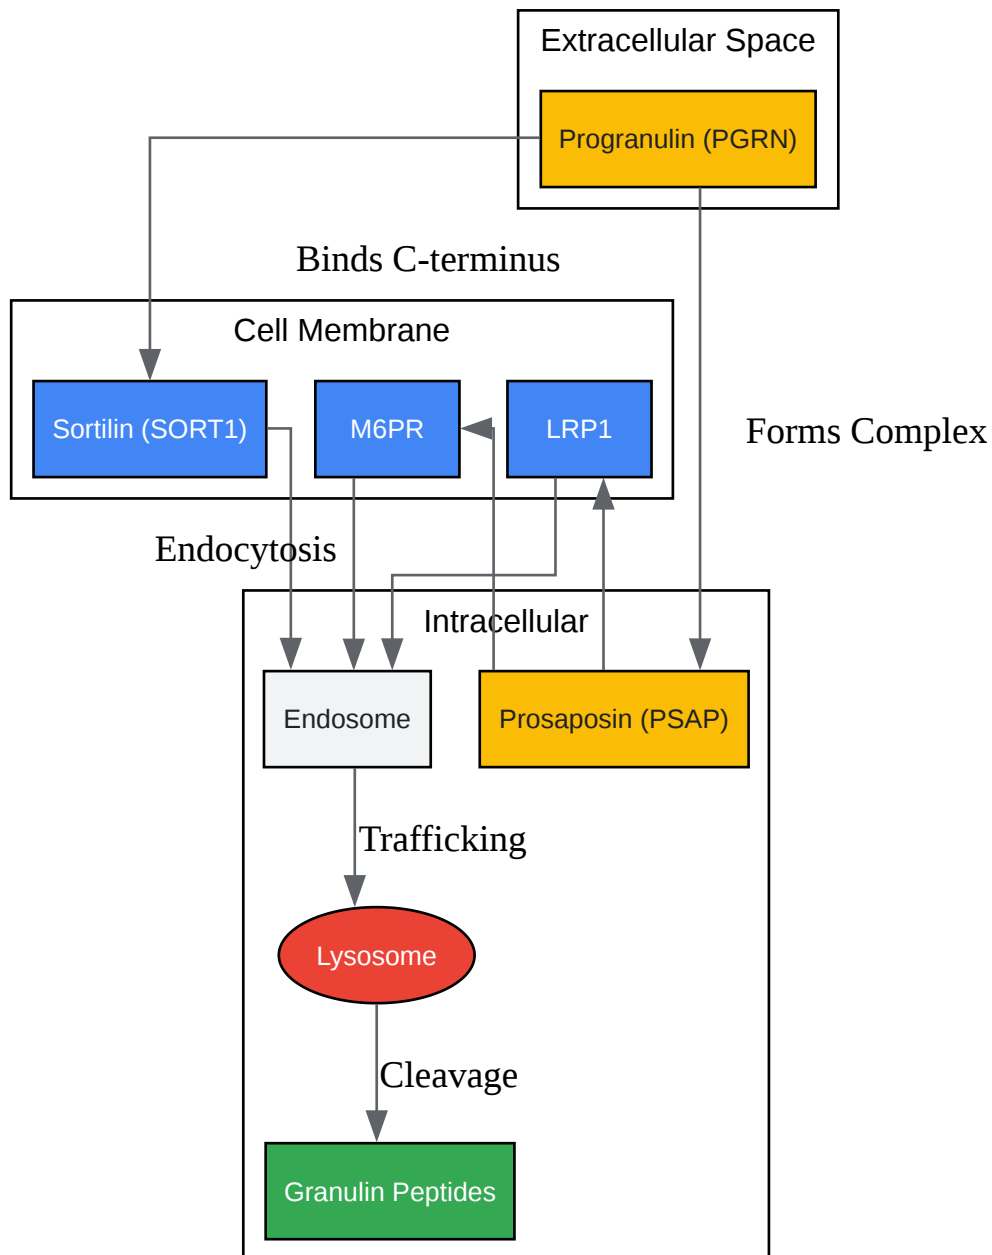 Extracellular Space
Progranulin (PGRN)
Binds C-terminus
Cell Membrane
Sortilin (SORT1)
M6PR
LRP1
Forms Complex
Endocytosis
Intracellular
Endosome
Prosaposin (PSAP)
Trafficking
Lysosome
Cleavage
Granulin Peptides